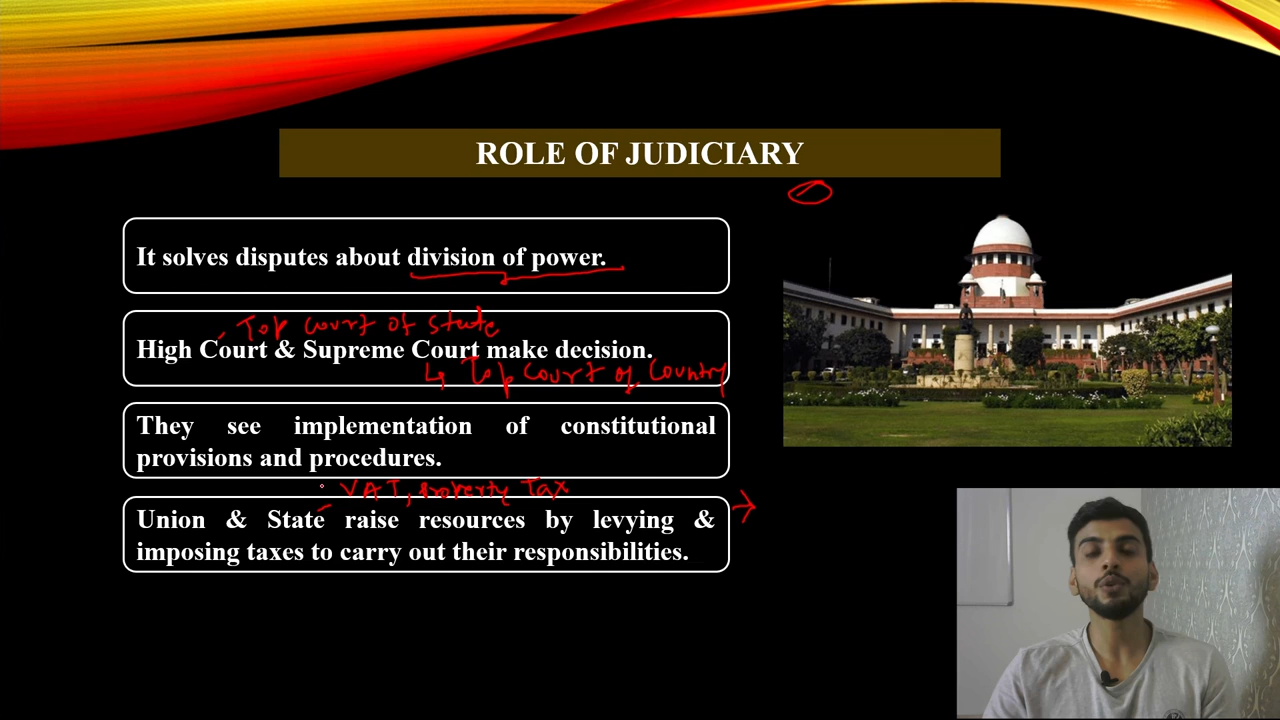 ROLE OF JUDICIARY
It solves disputes about division of power.
Top court of state
High Court & Supreme Court make decision.
Top court of country
They see implementation of constitutional
provisions and procedures.
VAT, Property Tax
Union & State raise resources by levying &
imposing taxes to carry out their responsibilities.